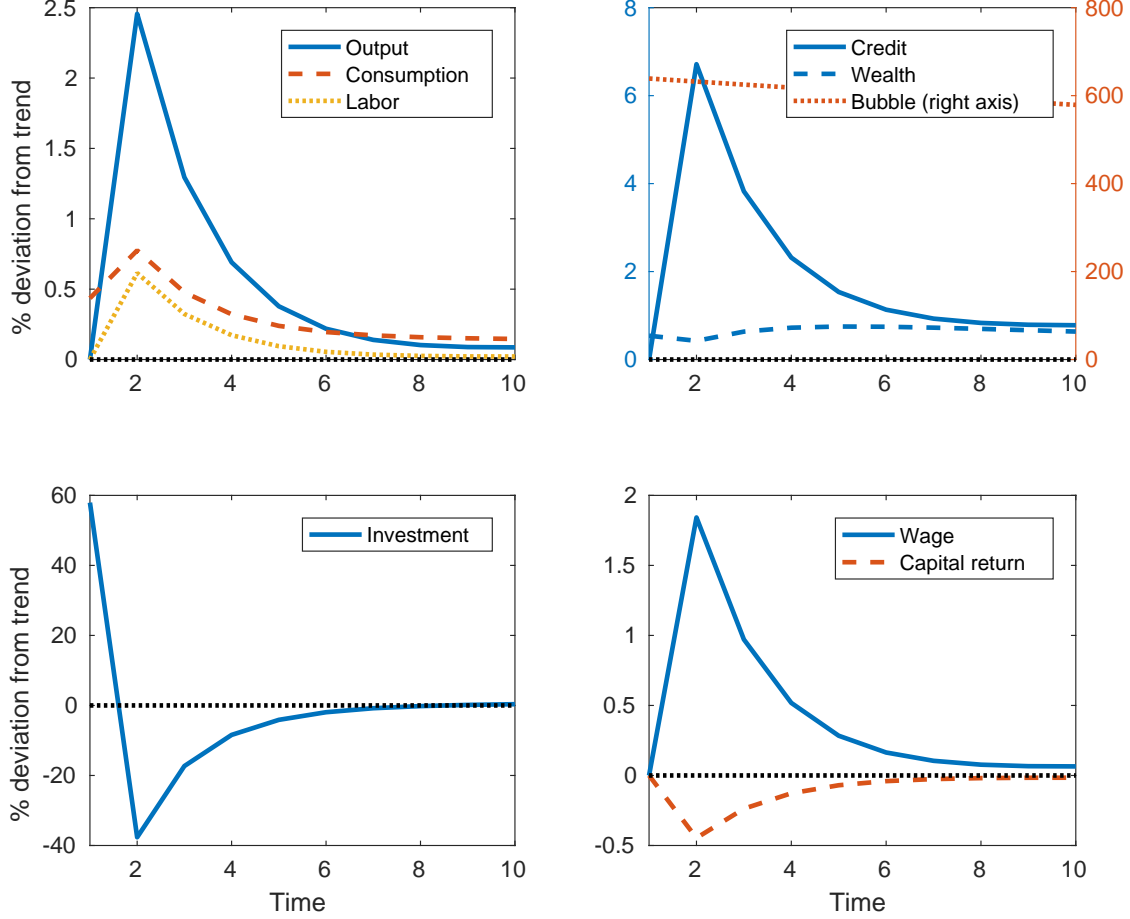 % deviation from trend
2.5
2
1.5
1
0.5
0
2 4 6 8 10
Output
Consumption
Labor
8
6
4
2
0
800
600
400
200
0
2 4 6 8 10
Credit
Wealth
Bubble (right axis)
% deviation from trend
60
40
20
0
-20
-40
2 4 6 8 10
Time
Investment
2
1.5
1
0.5
0
-0.5
2 4 6 8 10
Time
Wage
Capital return